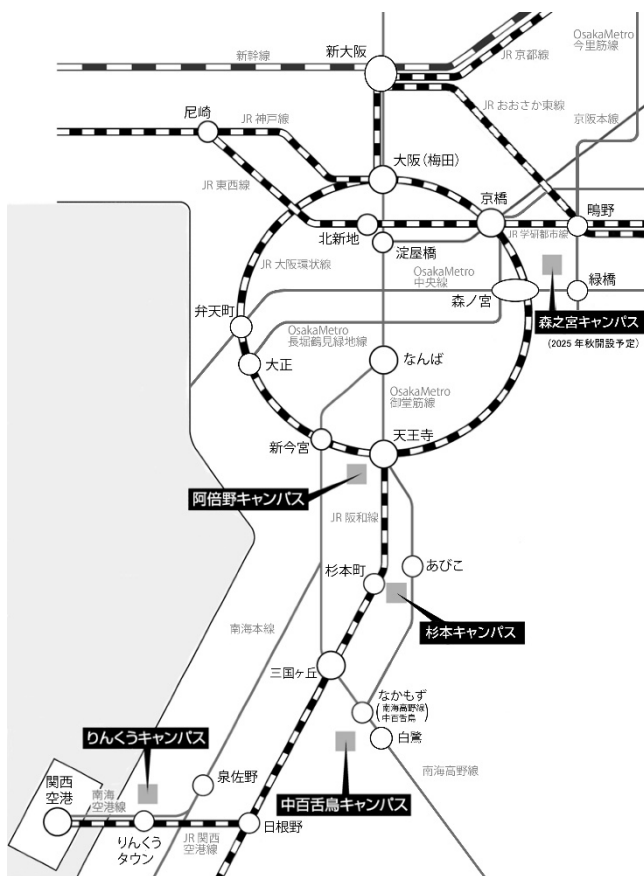 新大阪
OsakaMetro
今里筋線
新幹線
JR 京都線
JR おおさか東線
尼崎
JR 神戸線
京阪本線
大阪(梅田)
JR 東西線
京橋
鴫野
北新地
JR 学研都市線
淀屋橋
JR 大阪環状線
OsakaMetro
中央線
森ノ宮
緑橋
弁天町
森之宮キャンパス
(2025 年秋開設予定)
OsakaMetro
長堀鶴見緑地線
なんば
大正
OsakaMetro
御堂筋線
新今宮
天王寺
阿倍野キャンパス
JR 阪和線
あびこ
杉本町
南海本線
杉本キャンパス
三国ヶ丘
なかもず
(南海高野線
中百舌鳥)
りんくうキャンパス
白鷺
関西
空港
泉佐野
南海高野線
南海
空港線
中百舌鳥キャンパス
りんくう
タウン
JR 関西
空港線
日根野